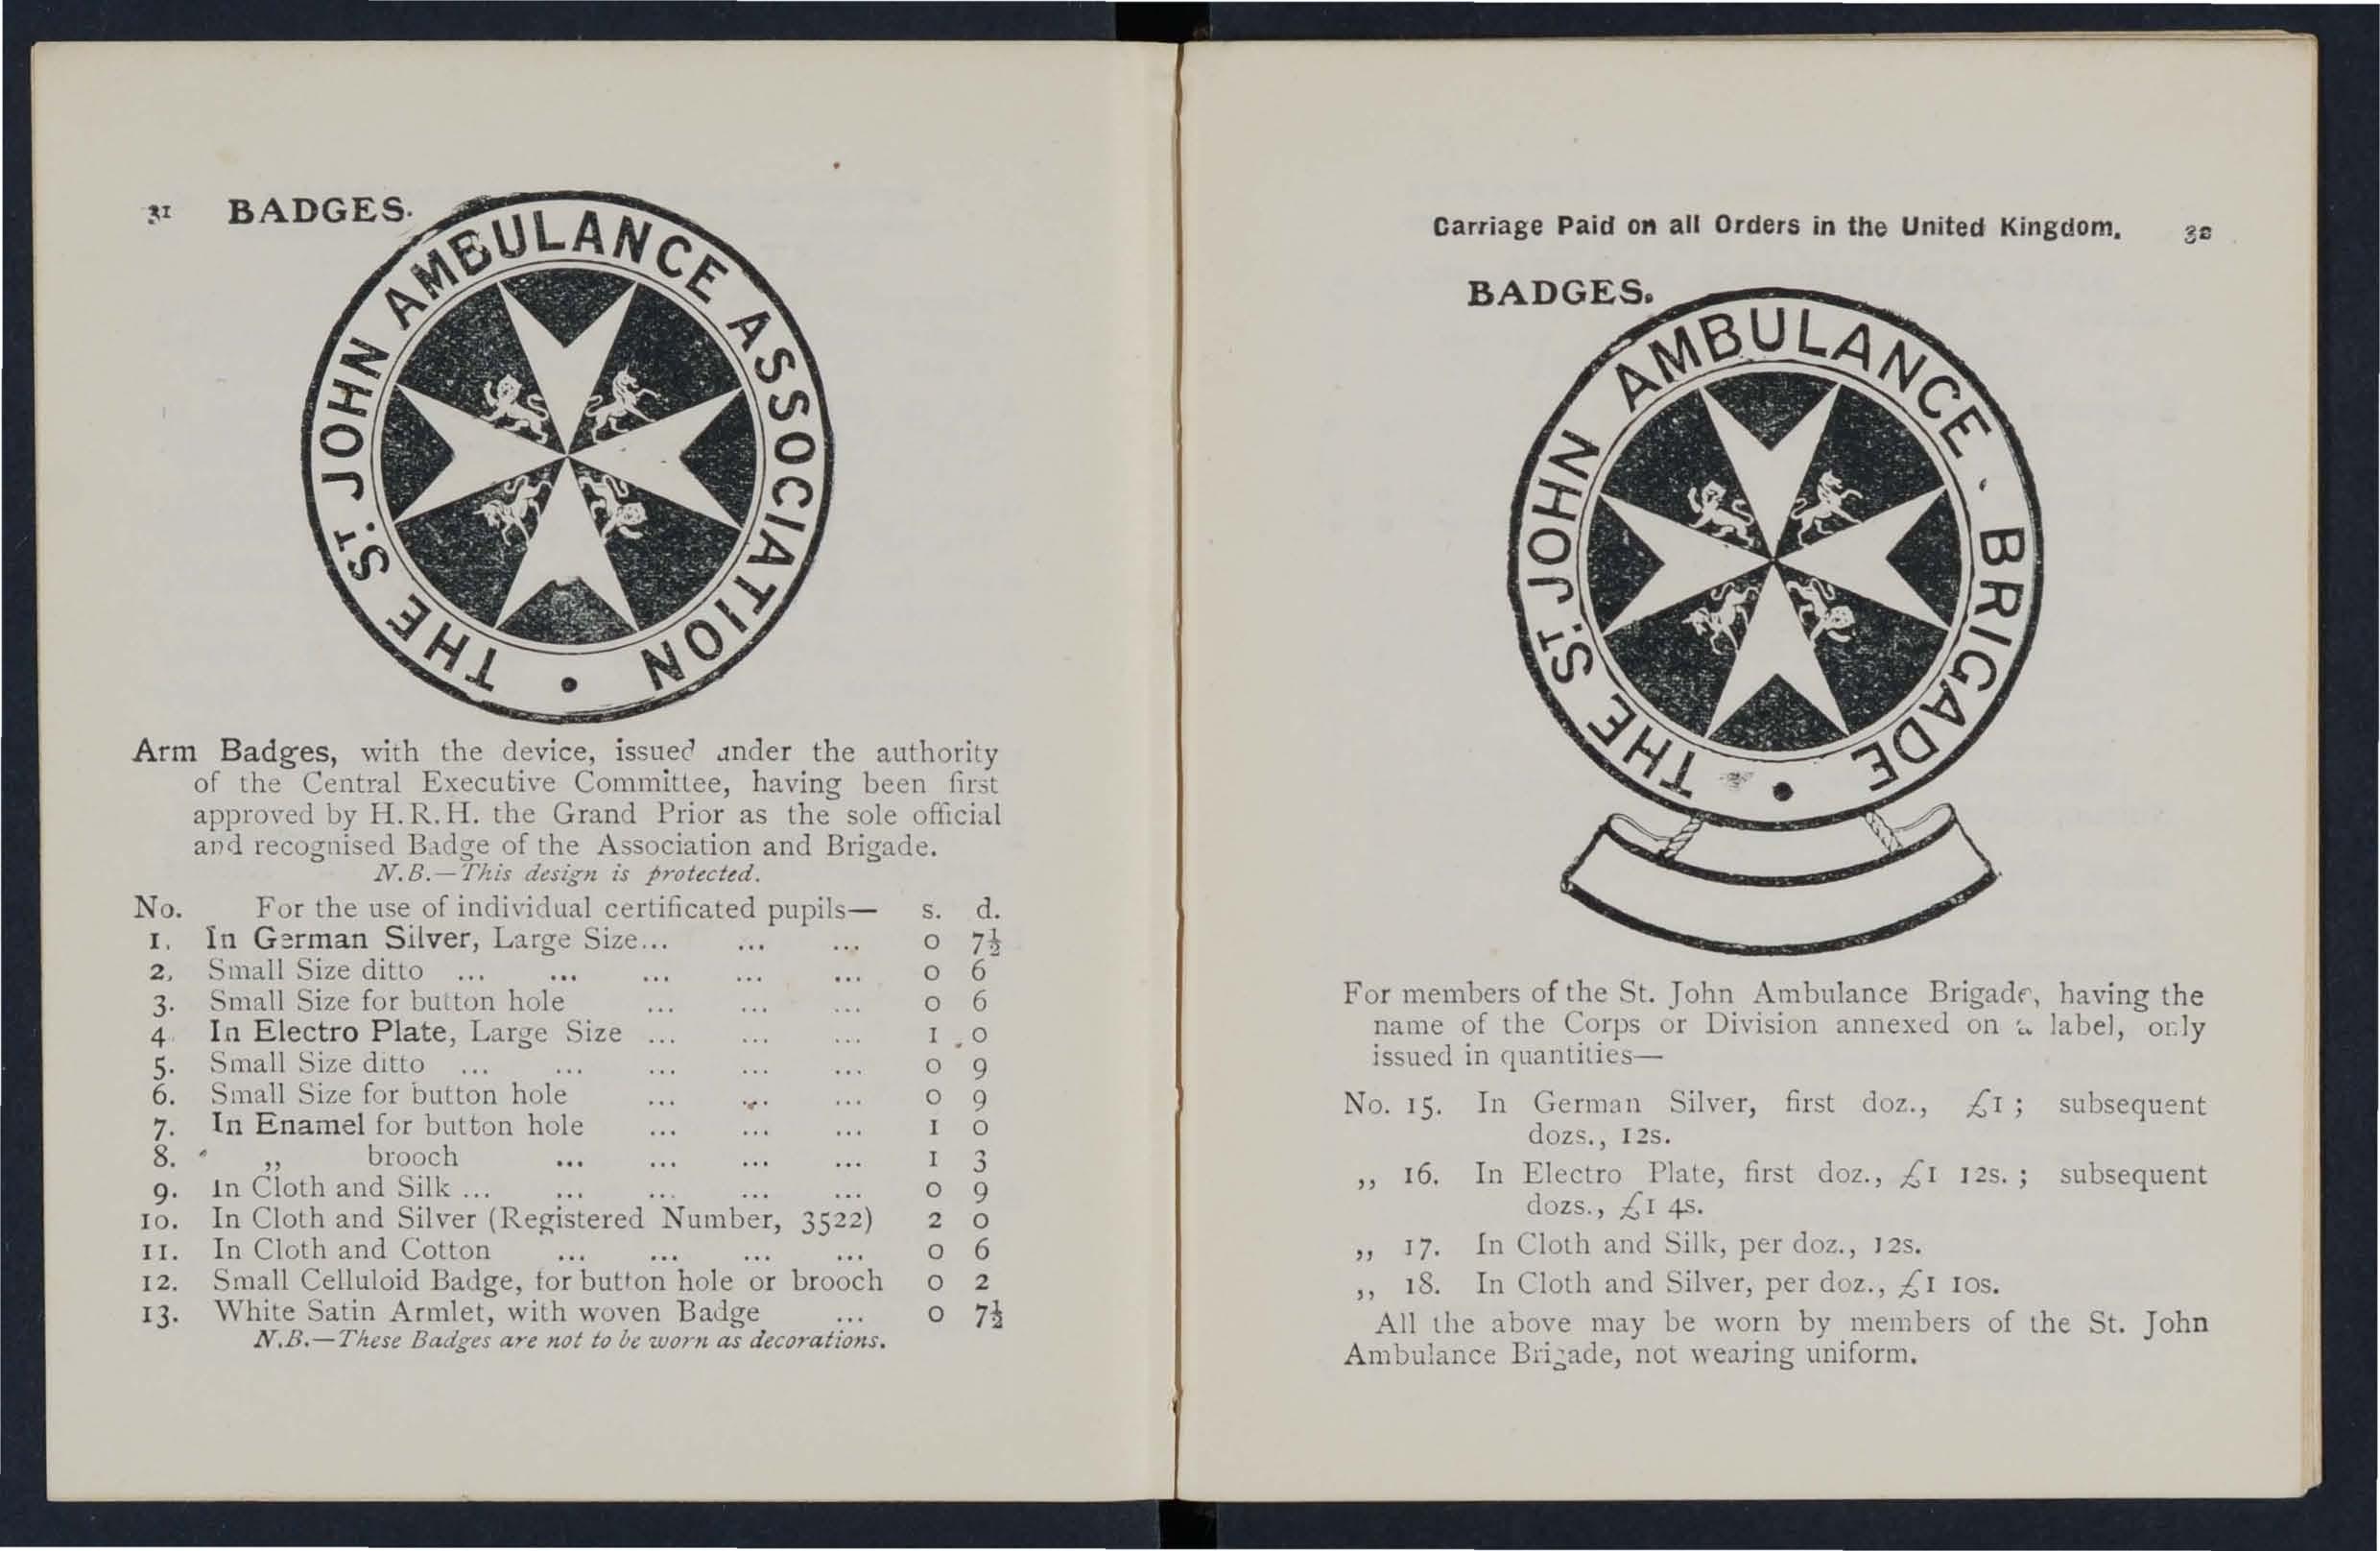 31 BADGES.
THE ST. JOHN AMBULANCE ASSOCIATION
Arm Badges, with the device, issued under the authority
of the Central Executive Committee, having been first
approved by H.R.H. the Grand Prior as the sole official
and recognised Badge of the Association and Brigade.
N.B.—This design is protected.
No. For the use of individual certificated pupils— s. d.
1. In German Silver, Large Size... ... ... 0 7½
2. Small Size ditto ... ... ... ... ... 0 6
3. Small Size for button hole ... ... ... 0 6
4. In Electro Plate, Large Size ... ... ... 1 0
5. Small Size ditto ... ... ... ... ... 0 9
6. Small Size for button hole ... ... ... 0 9
7. In Enamel for button hole ... ... ... 1 0
8. „ brooch ... ... ... ... 1 3
9. In Cloth and Silk ... ... ... ... ... 0 9
10. In Cloth and Silver (Registered Number, 3522) 2 0
11. In Cloth and Cotton ... ... ... ... 0 6
12. Small Celluloid Badge, for button hole or brooch 0 2
13. White Satin Armlet, with woven Badge ... 0 7½
N.B.—These Badges are not to be worn as decorations.
Carriage Paid on all Orders in the United Kingdom. 32
BADGES.
THE ST. JOHN AMBULANCE BRIGADE
For members of the St. John Ambulance Brigade, having the
name of the Corps or Division annexed on a label, only
issued in quantities—
No. 15. In German Silver, first doz., £1 ; subsequent
dozs., 12s.
„ 16. In Electro Plate, first doz., £1 12s. ; subsequent
dozs., £1 4s.
„ 17. In Cloth and Silk, per doz., 12s.
„ 18. In Cloth and Silver, per doz., £1 10s.
All the above may be worn by members of the St. John
Ambulance Brigade, not wearing uniform.